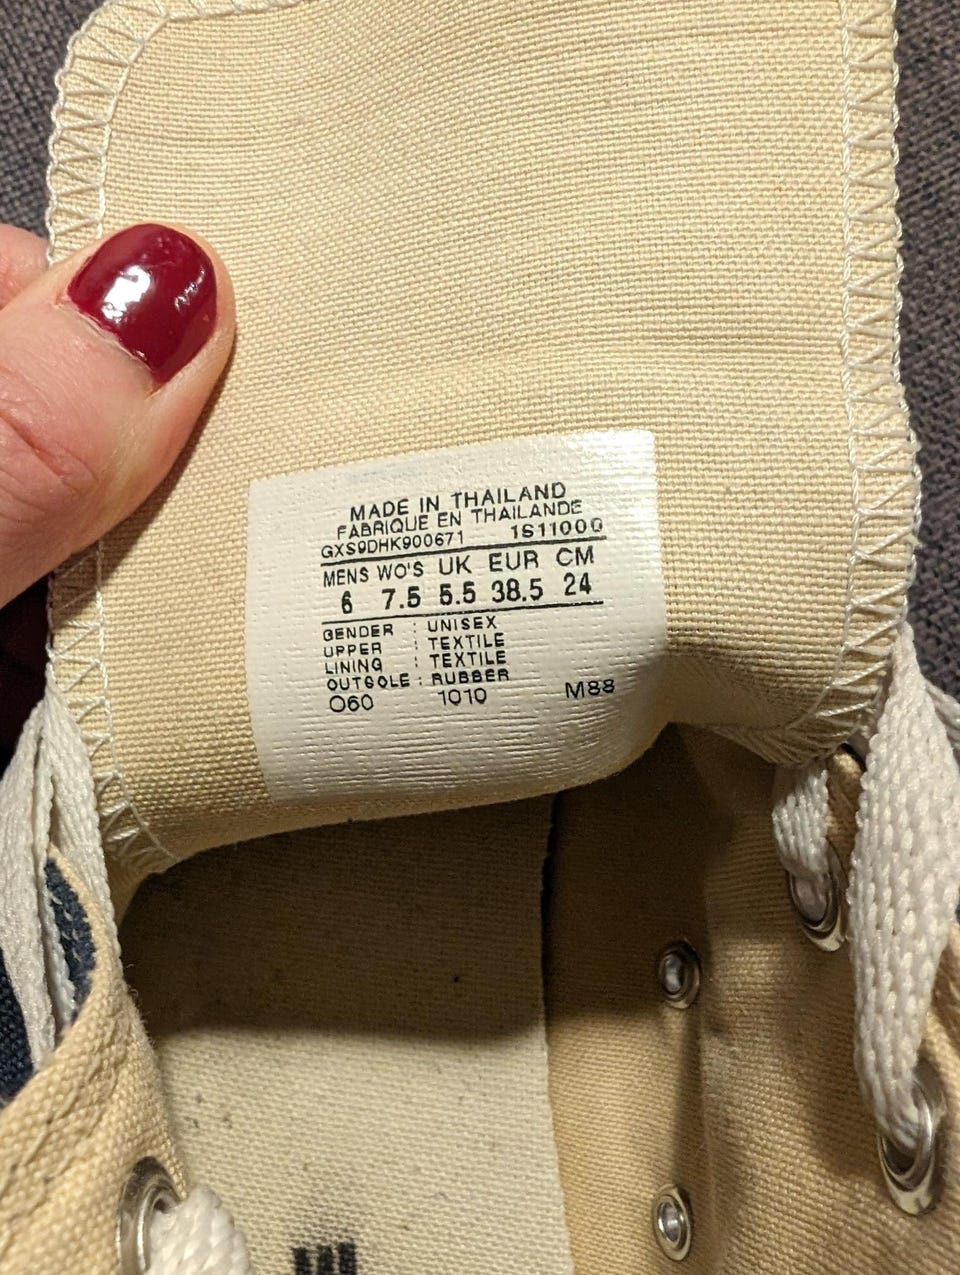 MADE IN THAILAND
FABRIQUE EN THAILANDE
GXS9DHK900671 1S11000
MENS WO'S UK EUR CM
6 7.5 5.5 38.5 24
GENDER : UNISEX
UPPER : TEXTILE
LINING : TEXTILE
OUTSOLE : RUBBER
O60 1010 M88